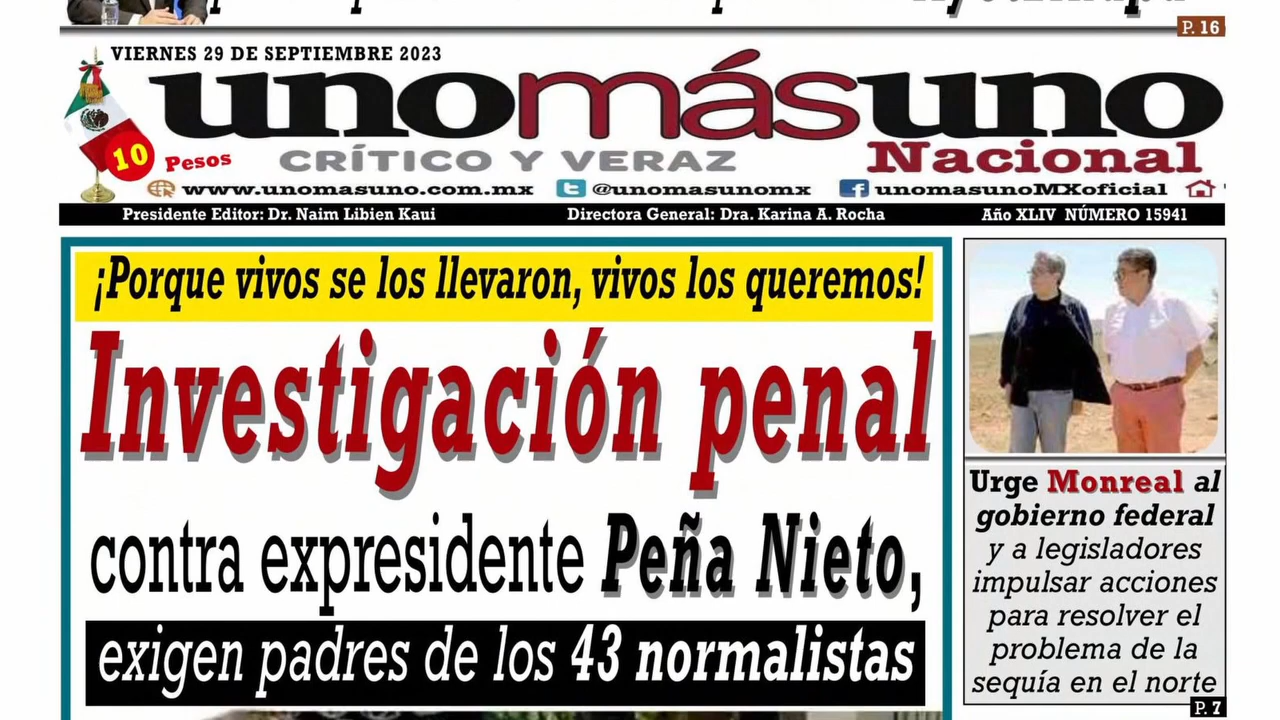 P. 16
VIERNES 29 DE SEPTIEMBRE 2023
unomásuno
10 Pesos
CRÍTICO Y VERAZ
Nacional
www.unomasuno.com.mx @unomasunomx unomasunoMXoficial
Presidente Editor: Dr. Naim Libien Kaui Directora General: Dra. Karina A. Rocha Año XLIV NÚMERO 15941
¡Porque vivos se los llevaron, vivos los queremos!
Investigación penal
contra expresidente Peña Nieto,
exigen padres de los 43 normalistas
Urge Monreal al
gobierno federal
y a legisladores
impulsar acciones
para resolver el
problema de la
sequía en el norte
P. 7